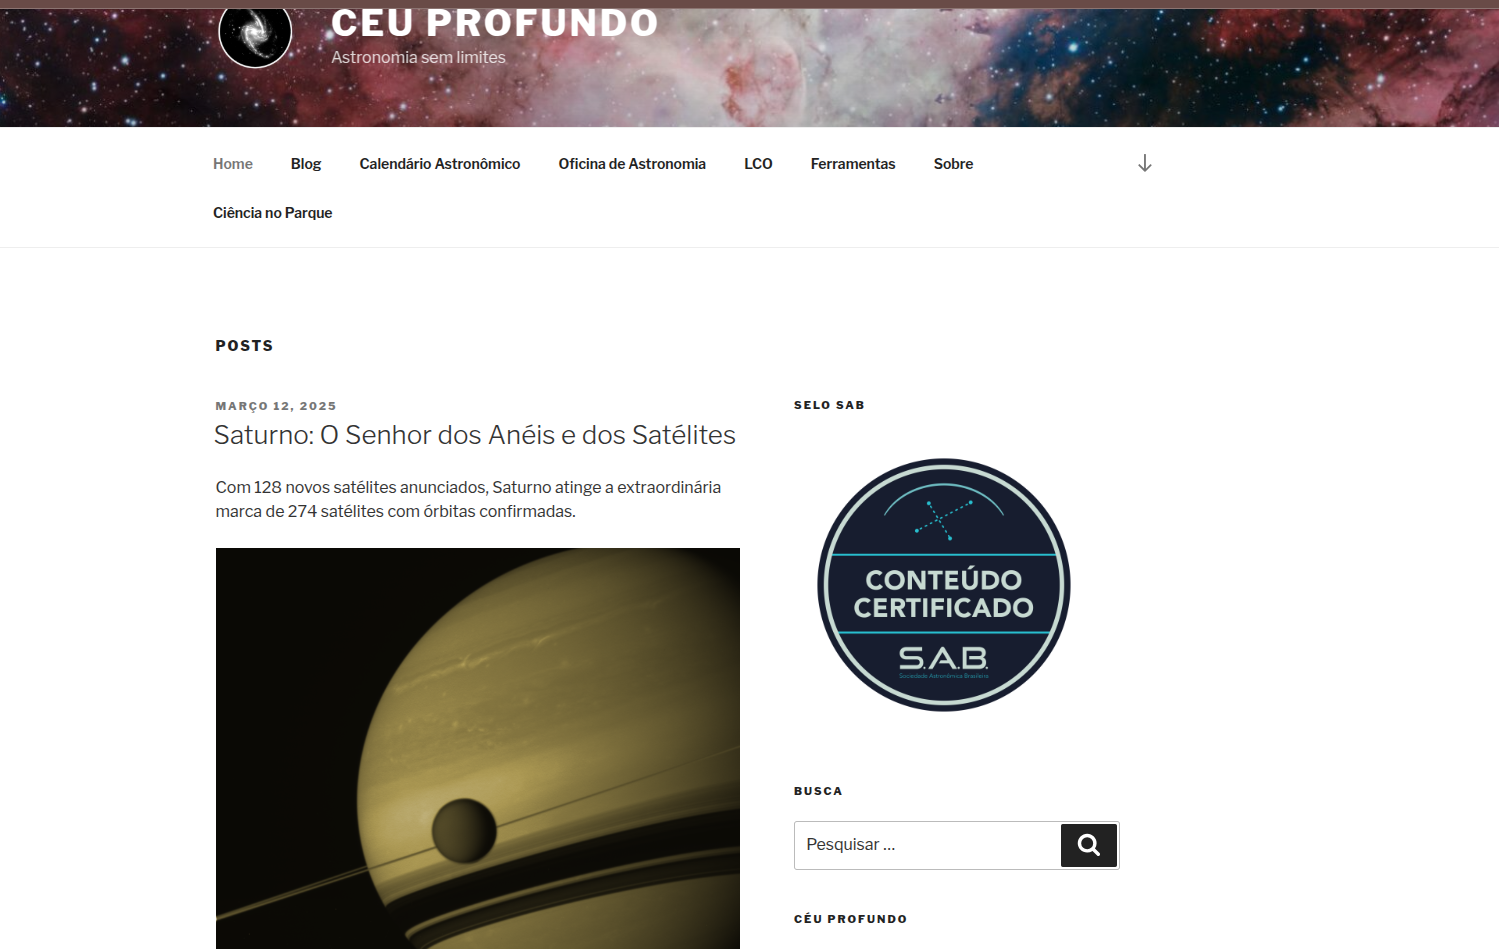 CEU PROFUNDO
Astronomia sem limites
Home Blog Calendário Astronômico Oficina de Astronomia LCO Ferramentas Sobre
Ciência no Parque
POSTS
MARÇO 12, 2025
Saturno: O Senhor dos Anéis e dos Satélites
Com 128 novos satélites anunciados, Saturno atinge a extraordinária
marca de 274 satélites com órbitas confirmadas.
SELO SAB
CONTEÚDO
CERTIFICADO
S.A.B.
Sociedade Astronômica Brasileira
BUSCA
Pesquisar ...
CÉU PROFUNDO